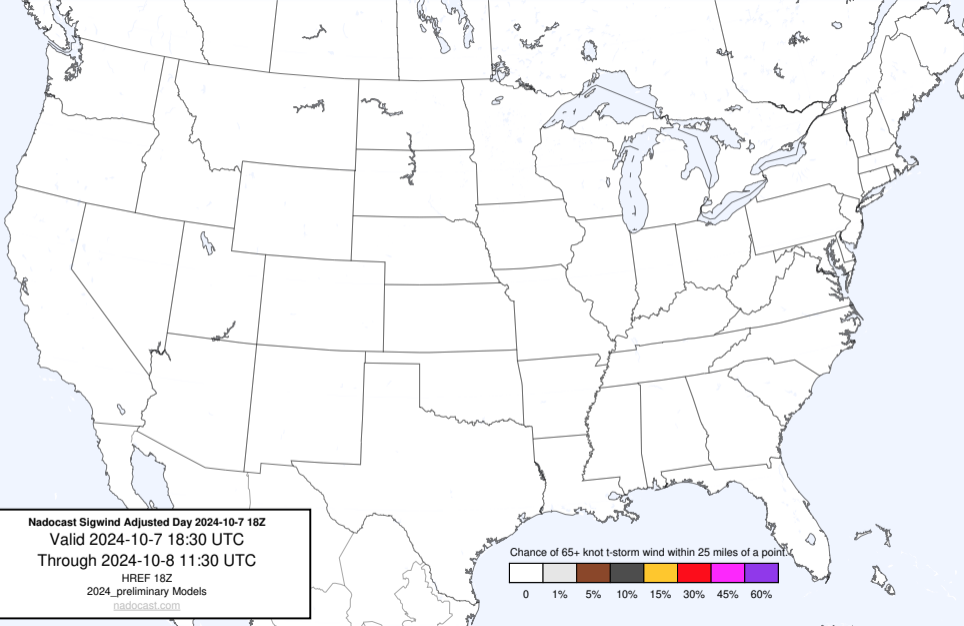 Nadocast Sigwind Adjusted Day 2024-10-7 18Z
Valid 2024-10-7 18:30 UTC
Through 2024-10-8 11:30 UTC
HREF 18Z
2024_preliminary Models
nadocast.com
Chance of 65+ knot t-storm wind within 25 miles of a point.
0 1% 5% 10% 15% 30% 45% 60%